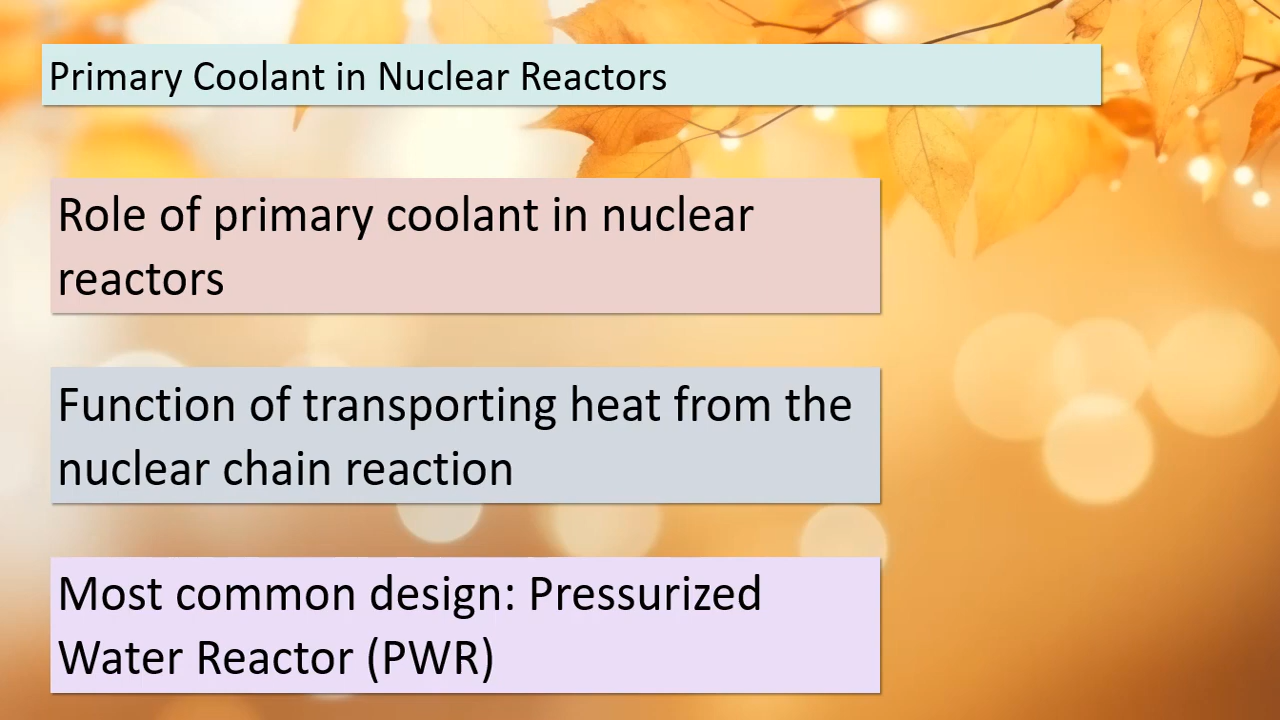 Primary Coolant in Nuclear Reactors
Role of primary coolant in nuclear
reactors
Function of transporting heat from the
nuclear chain reaction
Most common design: Pressurized
Water Reactor (PWR)